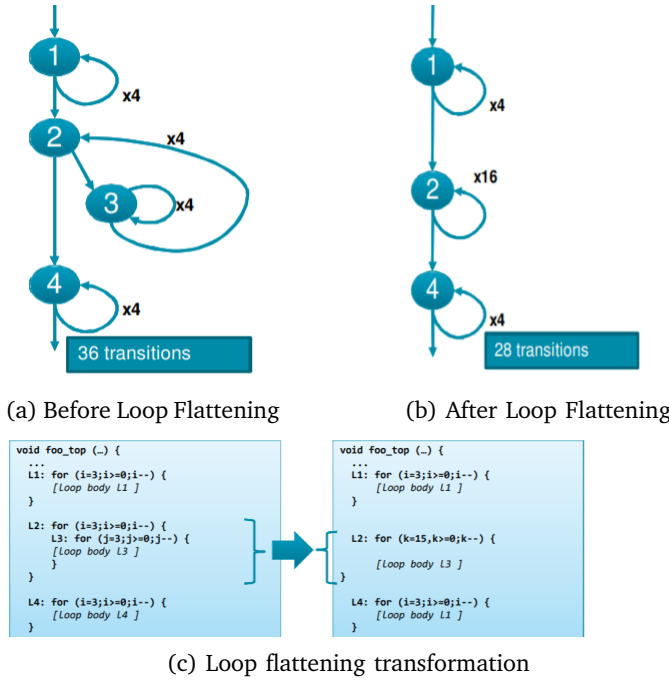 1
x4
2
x4
3
x4
4
x4
36 transitions
(a) Before Loop Flattening
1
x4
2
x16
4
x4
28 transitions
(b) After Loop Flattening
void foo_top (…) {
...
L1: for (i=3;i>=0;i--) {
[Loop body l1 ]
}
L2: for (i=3;i>=0;i--) {
L3: for (j=3;j>=0;j--) {
[Loop body l3 ]
}
}
L4: for (i=3;i>=0;i--) {
[Loop body l4 ]
}
void foo_top (…) {
...
L1: for (i=3;i>=0;i--) {
[Loop body l1 ]
}
L2: for (k=15,k>=0;k--) {
[Loop body l3 ]
}
L4: for (i=3;i>=0;i--) {
[Loop body l1 ]
}
(c) Loop flattening transformation